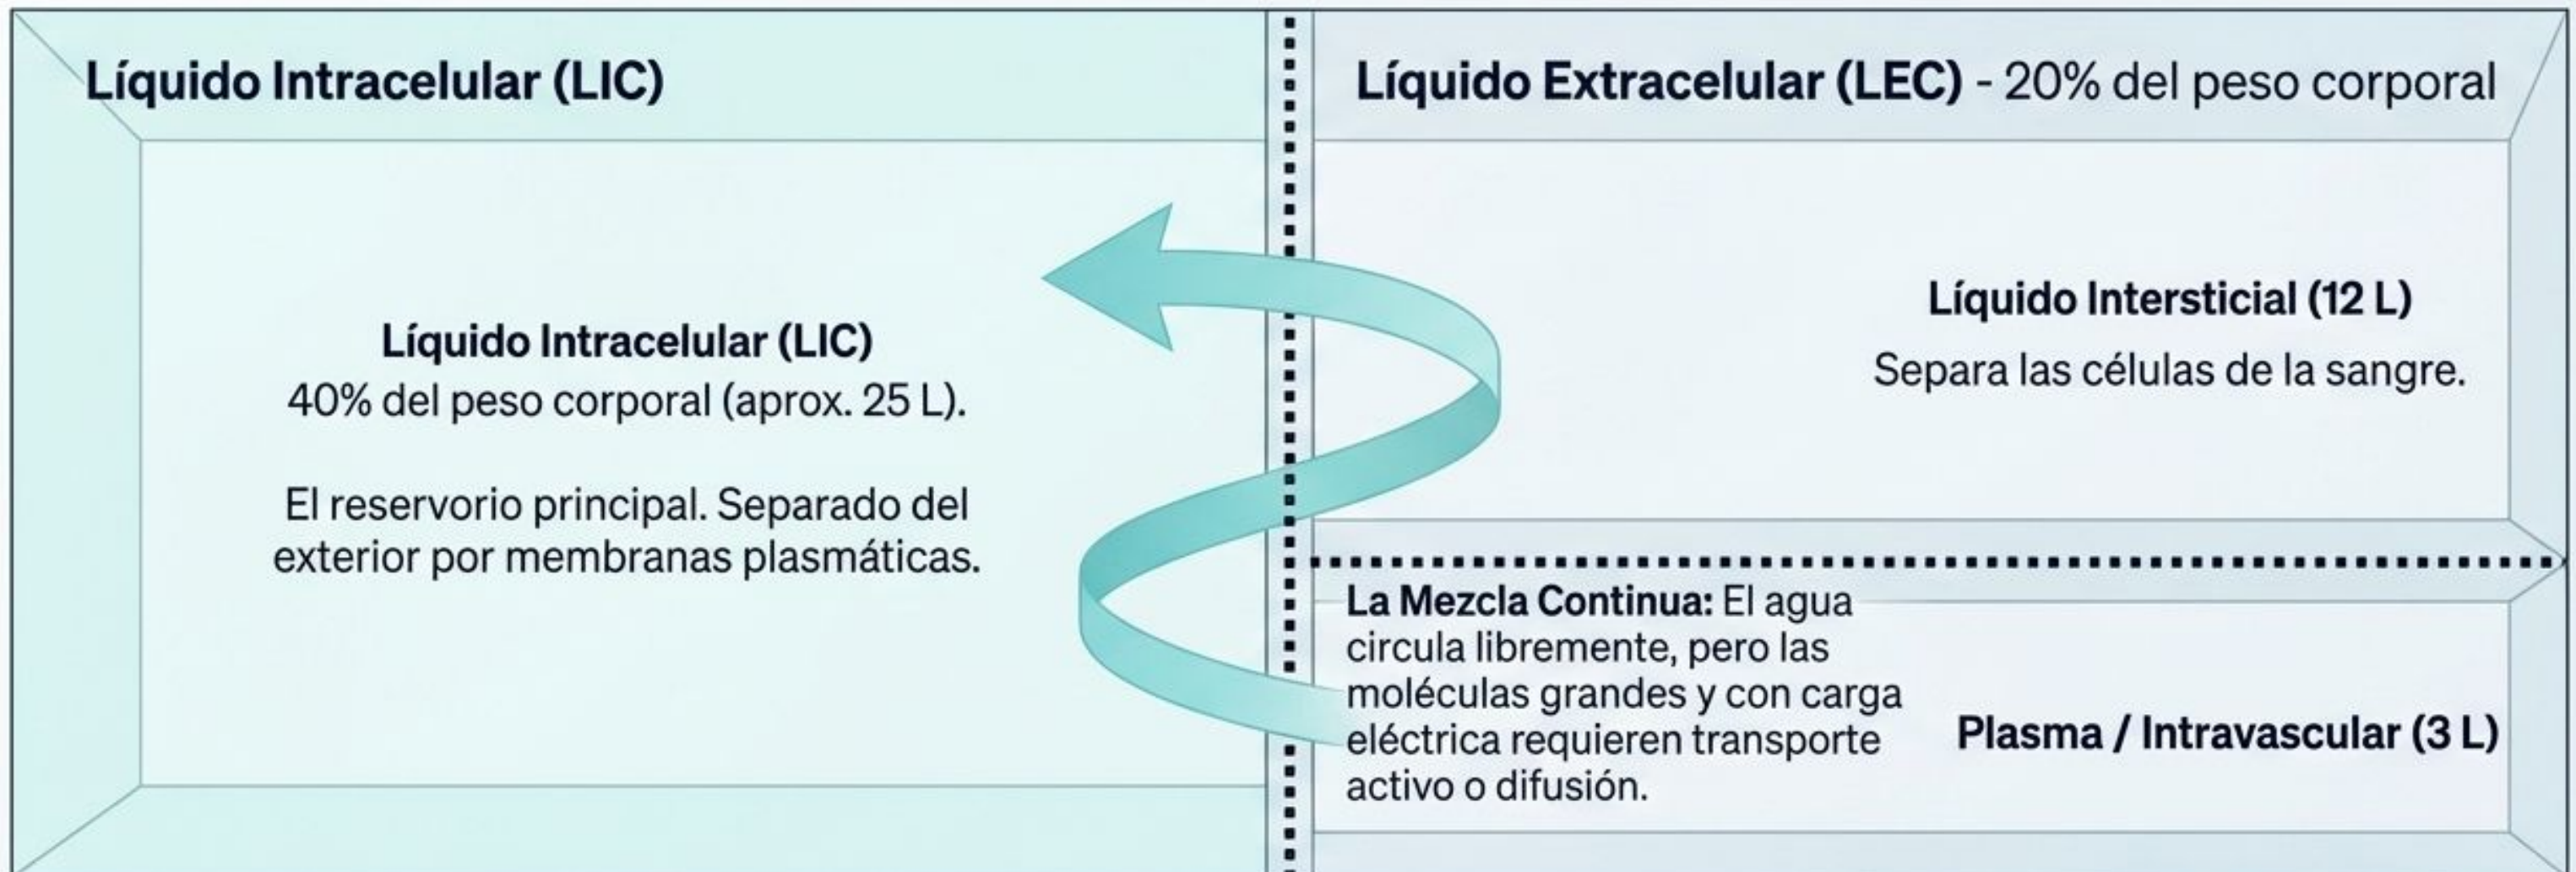 Líquido Intracelular (LIC)
Líquido Intracelular (LIC)
40% del peso corporal (aprox. 25 L).
El reservorio principal. Separado del
exterior por membranas plasmáticas.
Líquido Extracelular (LEC) - 20% del peso corporal
Líquido Intersticial (12 L)
Separa las células de la sangre.
La Mezcla Continua: El agua
circula libremente, pero las
moléculas grandes y con carga
eléctrica requieren transporte
activo o difusión.
Plasma / Intravascular (3 L)